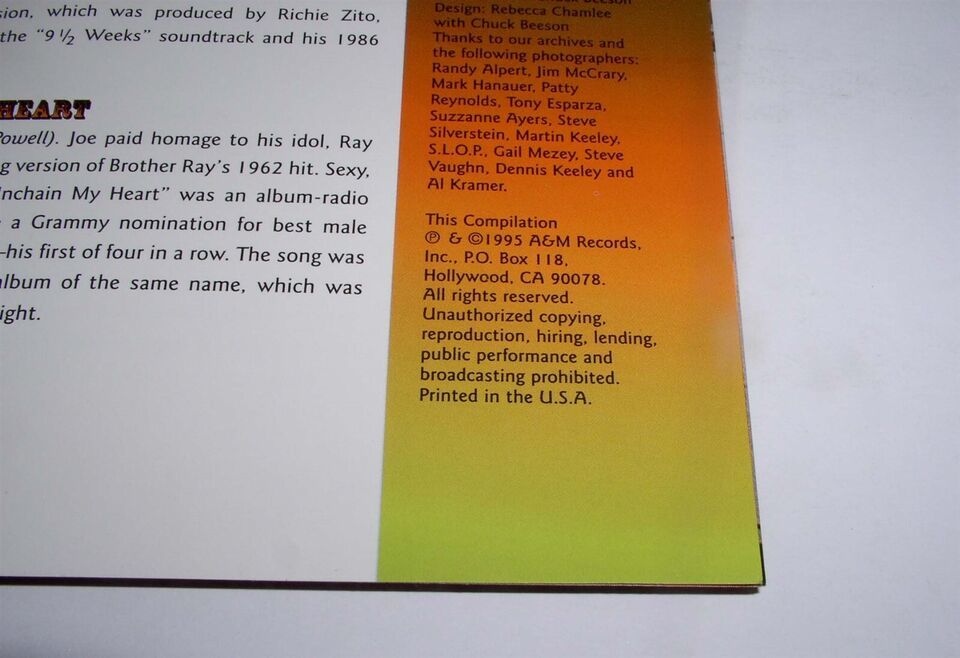 sion, which was produced by Richie Zito,
the "9 1/2 Weeks" soundtrack and his 1986
HEART
Powell). Joe paid homage to his idol, Ray
g version of Brother Ray's 1962 hit. Sexy,
Inchain My Heart" was an album-radio
a Grammy nomination for best male
—his first of four in a row. The song was
album of the same name, which was
ight.
Beeson
Design: Rebecca Chamlee
with Chuck Beeson
Thanks to our archives and
the following photographers:
Randy Alpert, Jim McCrary,
Mark Hanauer, Patty
Reynolds, Tony Esparza,
Suzzanne Ayers, Steve
Silverstein, Martin Keeley,
S.L.O.P., Gail Mezey, Steve
Vaughn, Dennis Keeley and
Al Kramer.
This Compilation
℗ & ©1995 A&M Records,
Inc., P.O. Box 118,
Hollywood, CA 90078.
All rights reserved.
Unauthorized copying,
reproduction, hiring, lending,
public performance and
broadcasting prohibited.
Printed in the U.S.A.